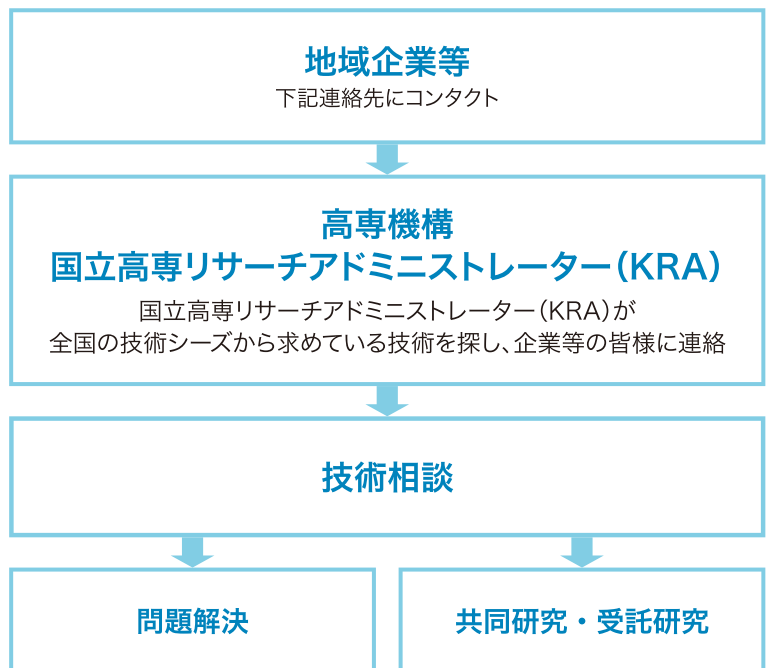 地域企業等
下記連絡先にコンタクト
高専機構
国立高専リサーチアドミニストレーター（KRA）
国立高専リサーチアドミニストレーター（KRA）が
全国の技術シーズから求めている技術を探し、企業等の皆様に連絡
技術相談
問題解決
共同研究・受託研究